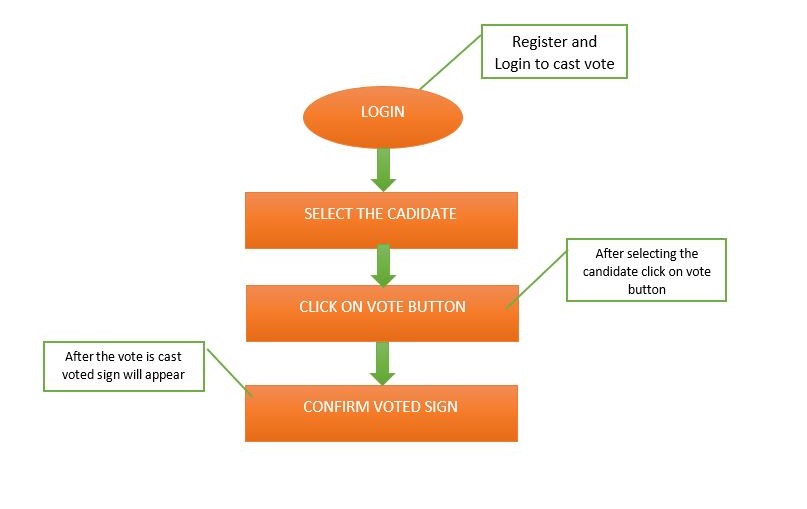 Register and
Login to cast vote
LOGIN
SELECT THE CADIDATE
After selecting the
candidate click on vote
button
CLICK ON VOTE BUTTON
After the vote is cast
voted sign will appear
CONFIRM VOTED SIGN